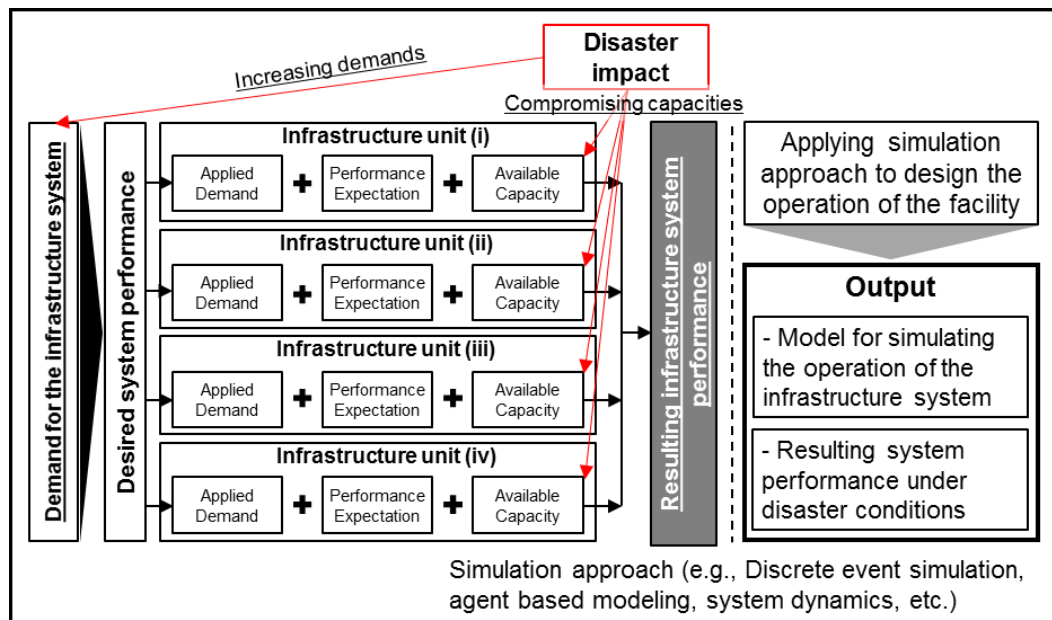 Disaster
impact
Increasing demands
Compromising capacities
Demand for the infrastructure system
Desired system performance
Infrastructure unit (i)
Applied
Demand
+
Performance
Expectation
+
Available
Capacity
Infrastructure unit (ii)
Applied
Demand
+
Performance
Expectation
+
Available
Capacity
Infrastructure unit (iii)
Applied
Demand
+
Performance
Expectation
+
Available
Capacity
Infrastructure unit (iv)
Applied
Demand
+
Performance
Expectation
+
Available
Capacity
Resulting infrastructure system
performance
Applying simulation
approach to design the
operation of the facility
Output
- Model for simulating
the operation of the
infrastructure system
- Resulting system
performance under
disaster conditions
Simulation approach (e.g., Discrete event simulation,
agent based modeling, system dynamics, etc.)